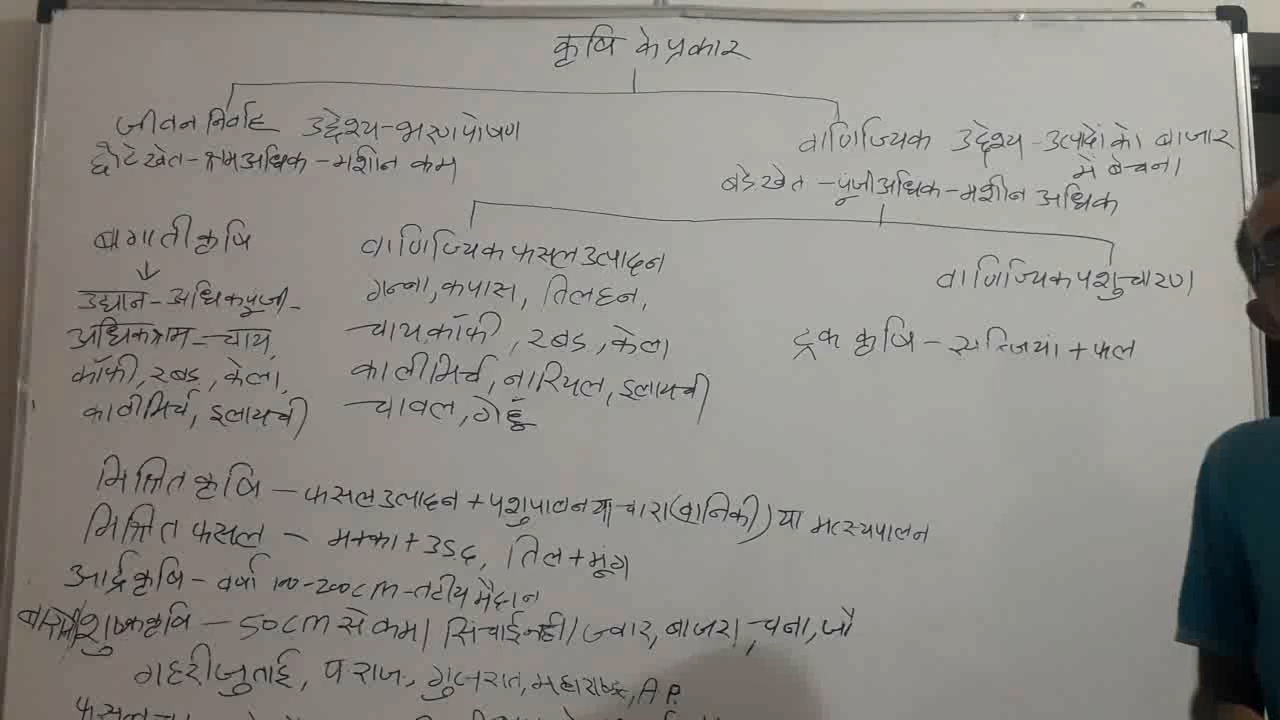 कृषि के प्रकार
जीवन निर्वाह उद्देश्य-भरण पोषण
छोटे खेत-श्रम अधिक-मशीन कम
वाणिज्यिक उद्देश्य-उत्पादों को बाजार
में बेचना
बडे खेत-पूंजी अधिक-मशीन अधिक
बागाती कृषि
↓
उद्यान-अधिक पूंजी-
अधिक श्रम-चाय,
कॉफी, रबड, केला,
काली मिर्च, इलायची
वाणिज्यिक फसल उत्पादन
गन्ना, कपास, तिलहन,
चाय, कॉफी, रबड, केला
काली मिर्च, नारियल, इलायची
चावल, गेहूं
वाणिज्यिक पशुचारण
ट्रक कृषि-सब्जियां+फल
मिश्रित कृषि-फसल उत्पादन+पशुपालन या चारा(वानिकी) या मत्स्यपालन
मिश्रित फसल-मक्का+उडद, तिल+मूंग
आर्द्र कृषि-वर्षा 100-200cm-तटीय मैदान
शुष्क कृषि-50cm से कम/सिंचाई नही/ज्वार, बाजरा, चना, जौ
गहरी जुताई, प. राज., गुजरात, महाराष्ट्र, A.P.
फसल